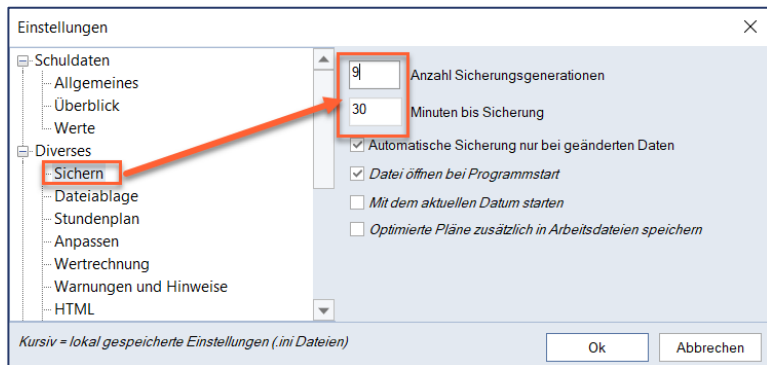 Einstellungen
Schuldaten
Allgemeines
Überblick
Werte
Diverses
Sichern
Dateiablage
Stundenplan
Anpassen
Wertrechnung
Warnungen und Hinweise
HTML
9 Anzahl Sicherungsgenerationen
30 Minuten bis Sicherung
Automatische Sicherung nur bei geänderten Daten
Datei öffnen bei Programmstart
Mit dem aktuellen Datum starten
Optimierte Pläne zusätzlich in Arbeitsdateien speichern
Kursiv = lokal gespeicherte Einstellungen (.ini Dateien)
Ok Abbrechen